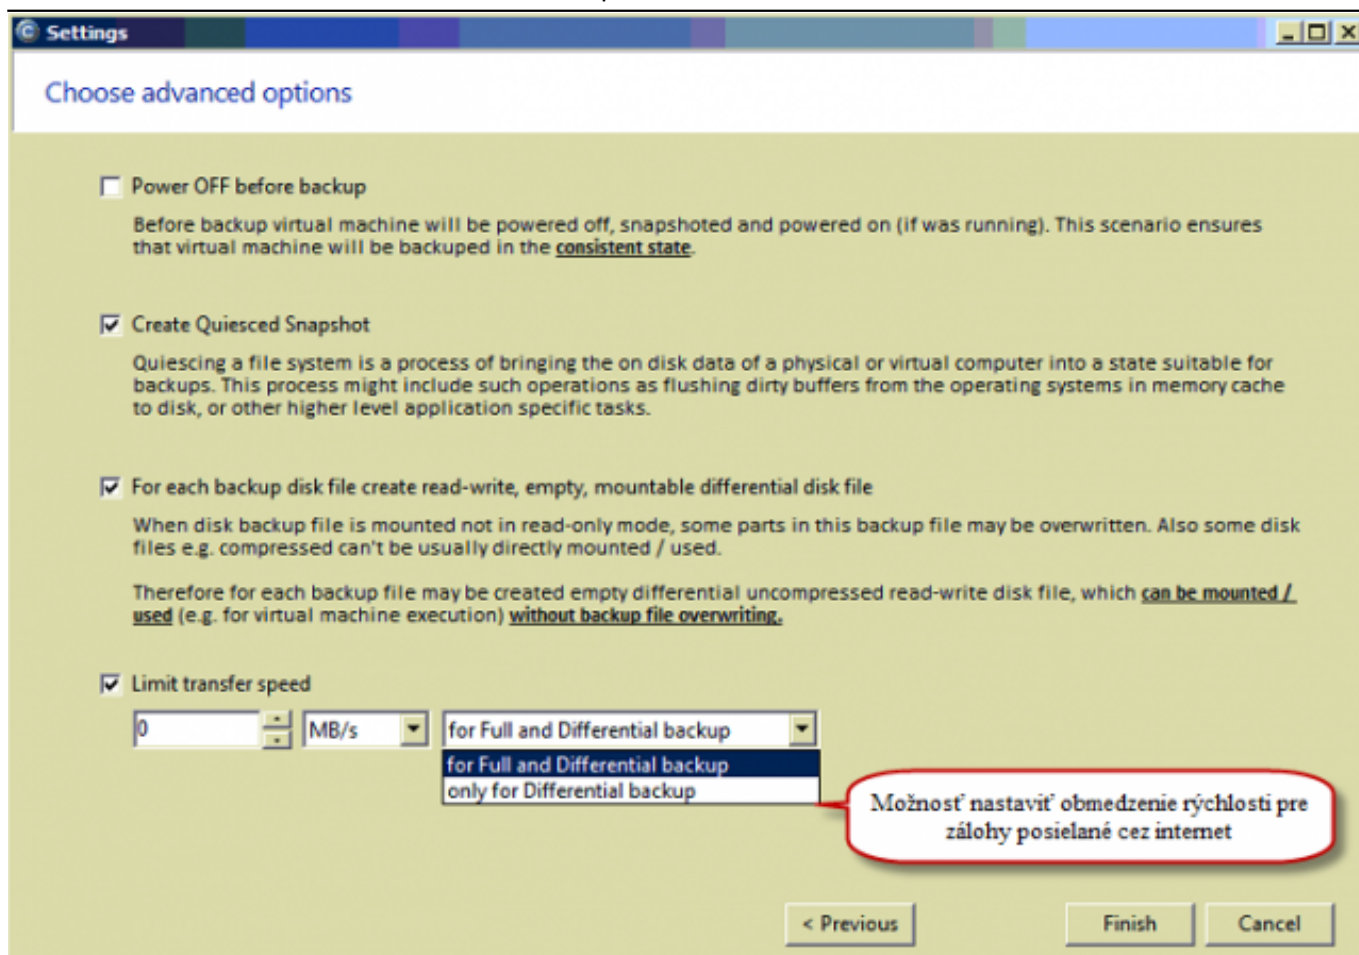 Settings
Choose advanced options
Power OFF before backup
Before backup virtual machine will be powered off, snapshoted and powered on (if was running). This scenario ensures
that virtual machine will be backuped in the consistent state.
Create Quiesced Snapshot
Quiescing a file system is a process of bringing the on disk data of a physical or virtual computer into a state suitable for
backups. This process might include such operations as flushing dirty buffers from the operating systems in memory cache
to disk, or other higher level application specific tasks.
For each backup disk file create read-write, empty, mountable differential disk file
When disk backup file is mounted not in read-only mode, some parts in this backup file may be overwritten. Also some disk
files e.g. compressed can't be usually directly mounted / used.
Therefore for each backup file may be created empty differential uncompressed read-write disk file, which can be mounted /
used (e.g. for virtual machine execution) without backup file overwriting.
Limit transfer speed
0 MB/s for Full and Differential backup
for Full and Differential backup
only for Differential backup
Možnosť nastaviť obmedzenie rýchlosti pre
zálohy posielané cez internet
< Previous Finish Cancel